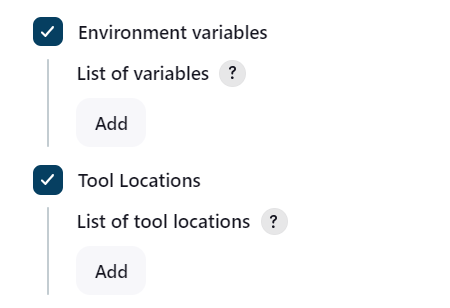 Environment variables
List of variables ?
Add
Tool Locations
List of tool locations ?
Add